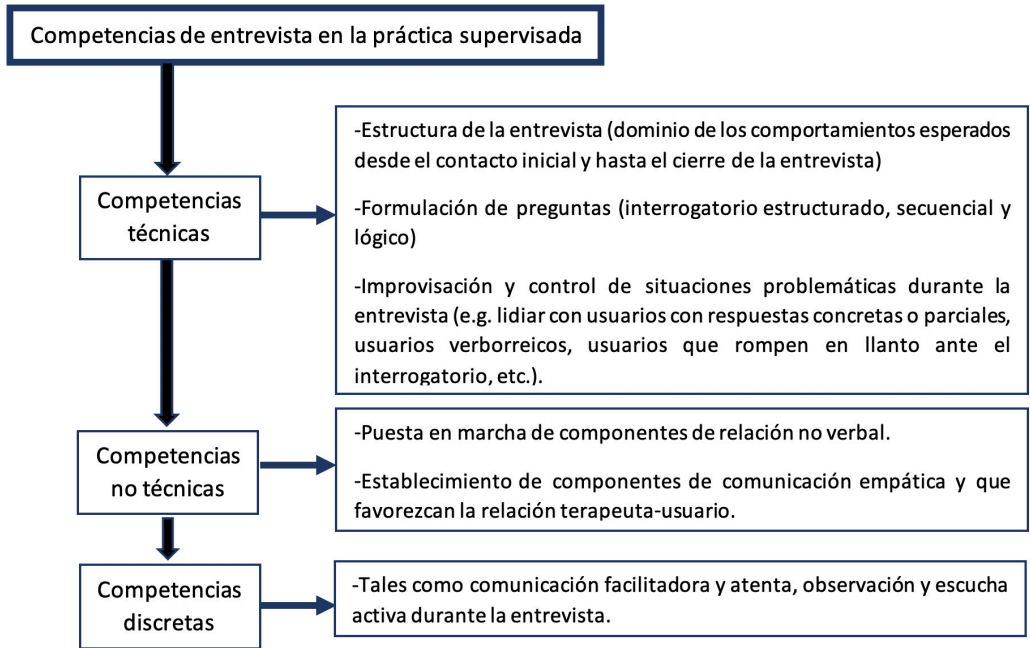 Competencias de entrevista en la práctica supervisada
Competencias
técnicas
-Estructura de la entrevista (dominio de los comportamientos esperados
desde el contacto inicial y hasta el cierre de la entrevista)
-Formulación de preguntas (interrogatorio estructurado, secuencial y
lógico)
-Improvisación y control de situaciones problemáticas durante la
entrevista (e.g. lidiar con usuarios con respuestas concretas o parciales,
usuarios verborreicos, usuarios que rompen en llanto ante el
interrogatorio, etc.).
Competencias
no técnicas
-Puesta en marcha de componentes de relación no verbal.
-Establecimiento de componentes de comunicación empática y que
favorezcan la relación terapeuta-usuario.
Competencias
discretas
-Tales como comunicación facilitadora y atenta, observación y escucha
activa durante la entrevista.